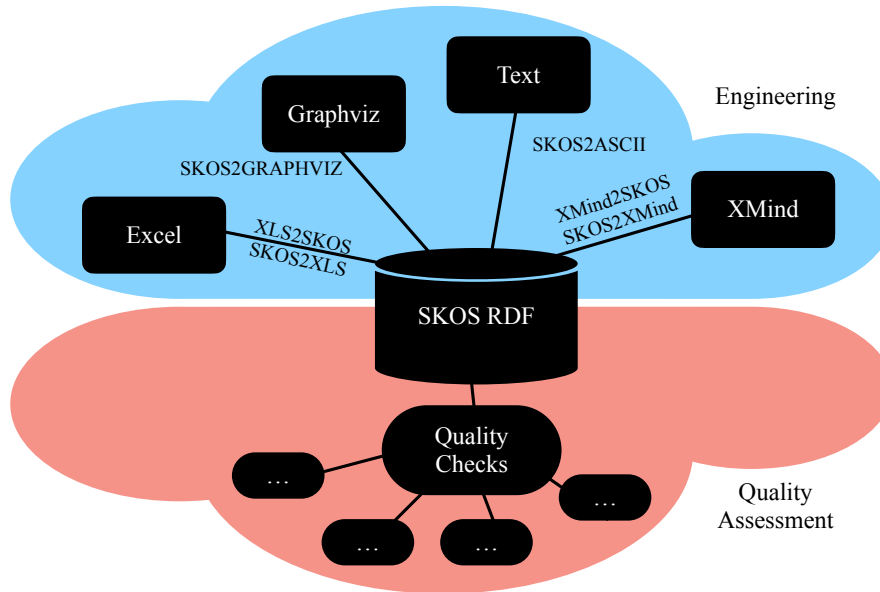 Text
Engineering
Graphviz
SKOS2ASCII
SKOS2GRAPHVIZ
XMind2SKOS
SKOS2XMind
XMind
Excel
XLS2SKOS
SKOS2XLS
SKOS RDF
Quality
Checks
…
…
…
…
Quality
Assessment